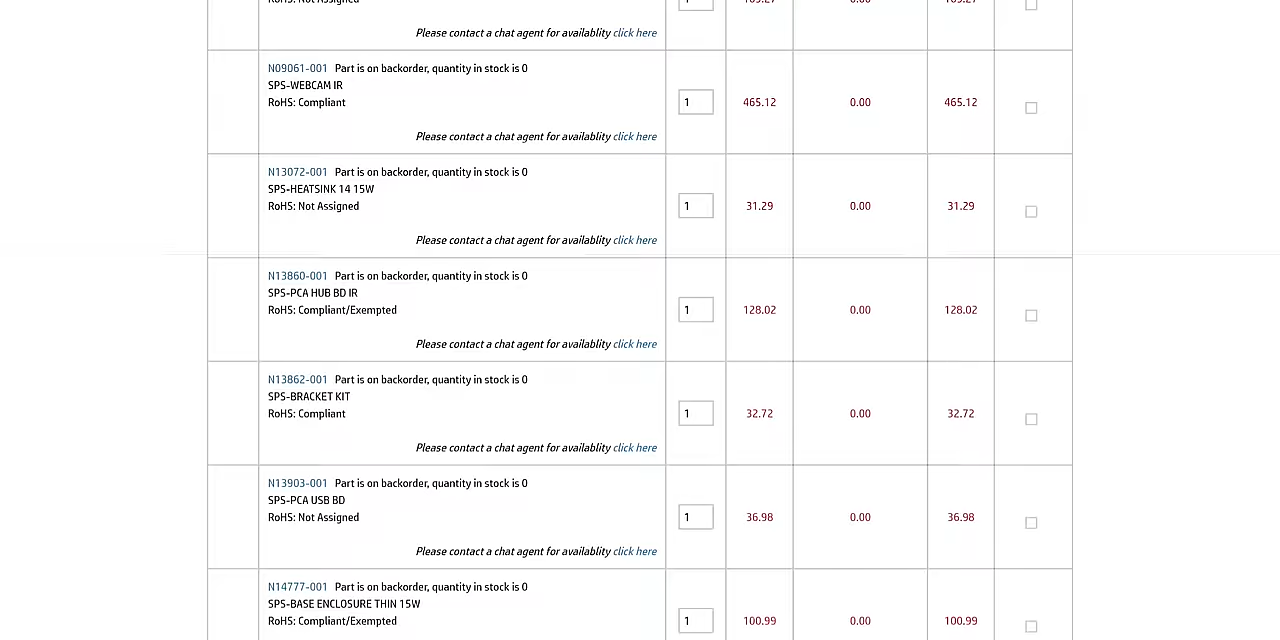 1
Please contact a chat agent for availablity click here
N09061-001 Part is on backorder, quantity in stock is 0
SPS-WEBCAM IR
RoHS: Compliant
1 465.12 0.00 465.12
Please contact a chat agent for availablity click here
N13072-001 Part is on backorder, quantity in stock is 0
SPS-HEATSINK 14 15W
RoHS: Not Assigned
1 31.29 0.00 31.29
Please contact a chat agent for availablity click here
N13860-001 Part is on backorder, quantity in stock is 0
SPS-PCA HUB BD IR
RoHS: Compliant/Exempted
1 128.02 0.00 128.02
Please contact a chat agent for availablity click here
N13862-001 Part is on backorder, quantity in stock is 0
SPS-BRACKET KIT
RoHS: Compliant
1 32.72 0.00 32.72
Please contact a chat agent for availablity click here
N13903-001 Part is on backorder, quantity in stock is 0
SPS-PCA USB BD
RoHS: Not Assigned
1 36.98 0.00 36.98
Please contact a chat agent for availablity click here
N14777-001 Part is on backorder, quantity in stock is 0
SPS-BASE ENCLOSURE THIN 15W
RoHS: Compliant/Exempted
1 100.99 0.00 100.99